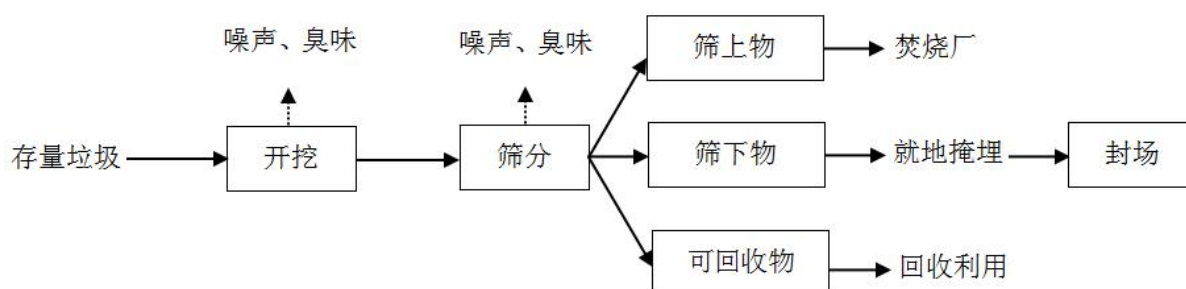 噪声、臭味
噪声、臭味
筛上物
焚烧厂
存量垃圾
开挖
筛分
筛下物
就地掩埋
封场
可回收物
回收利用